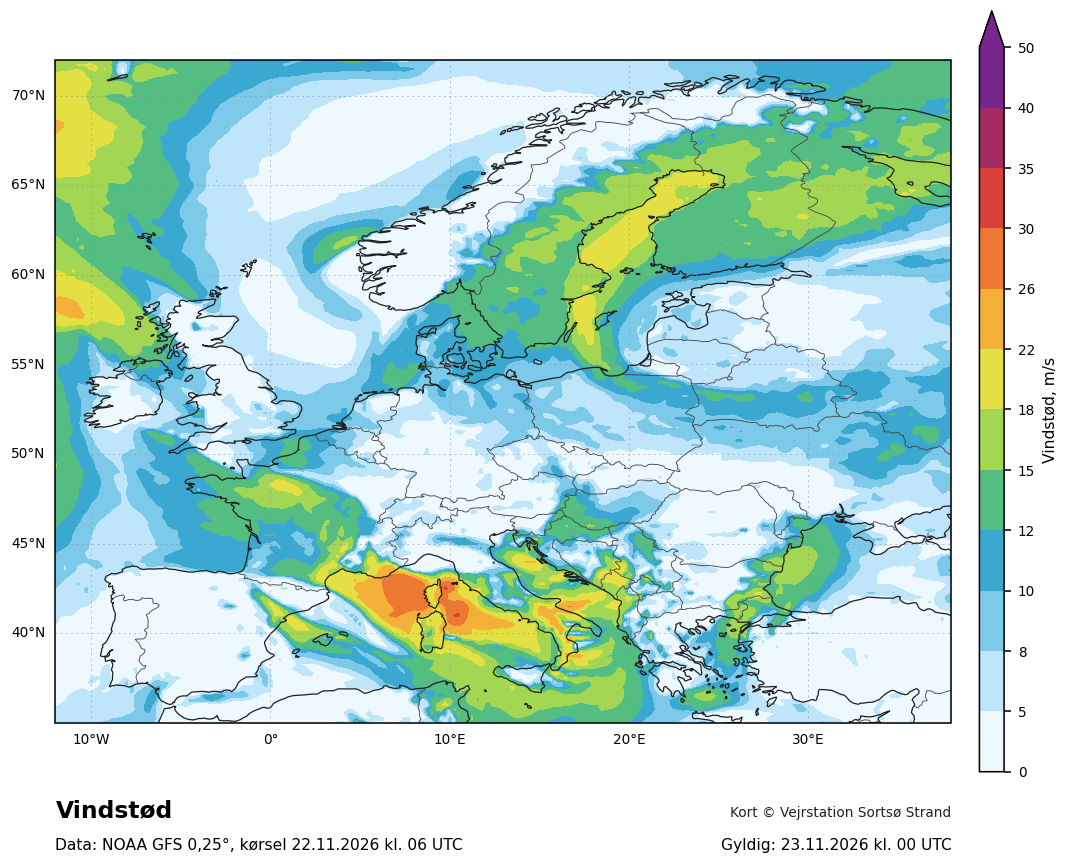 70°N
65°N
60°N
55°N
50°N
45°N
40°N
10°W 0° 10°E 20°E 30°E
50
40
35
30
26
22
18
15
12
10
8
5
0
Vindstød, m/s
Vindstød
Kort © Vejrstation Sortsø Strand
Data: NOAA GFS 0,25°, kørsel 22.11.2026 kl. 06 UTC
Gyldig: 23.11.2026 kl. 00 UTC